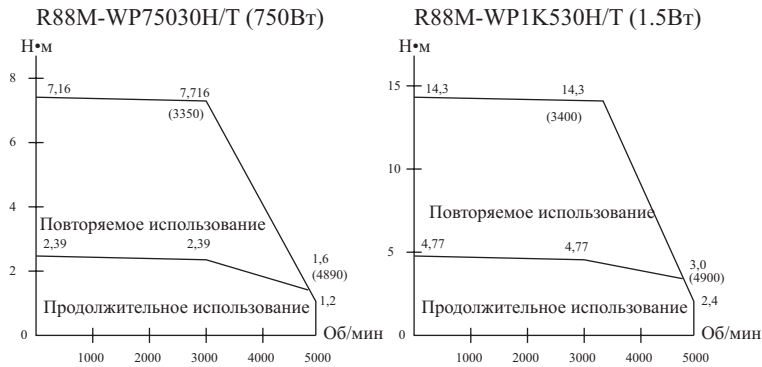 R88M-WP75030H/T (750Вт)
Н•м
8
7,16
7,716
(3350)
6
4
Повторяемое использование
2,39
2,39
1,6
(4890)
2
1,2
Продолжительное использование
0
Об/мин
1000 2000 3000 4000 5000
R88M-WP1K530H/T (1.5Вт)
Н•м
15
14,3
14,3
(3400)
10
Повторяемое использование
5
4,77
4,77
3,0
(4900)
2,4
Продолжительное использование
0
Об/мин
1000 2000 3000 4000 5000